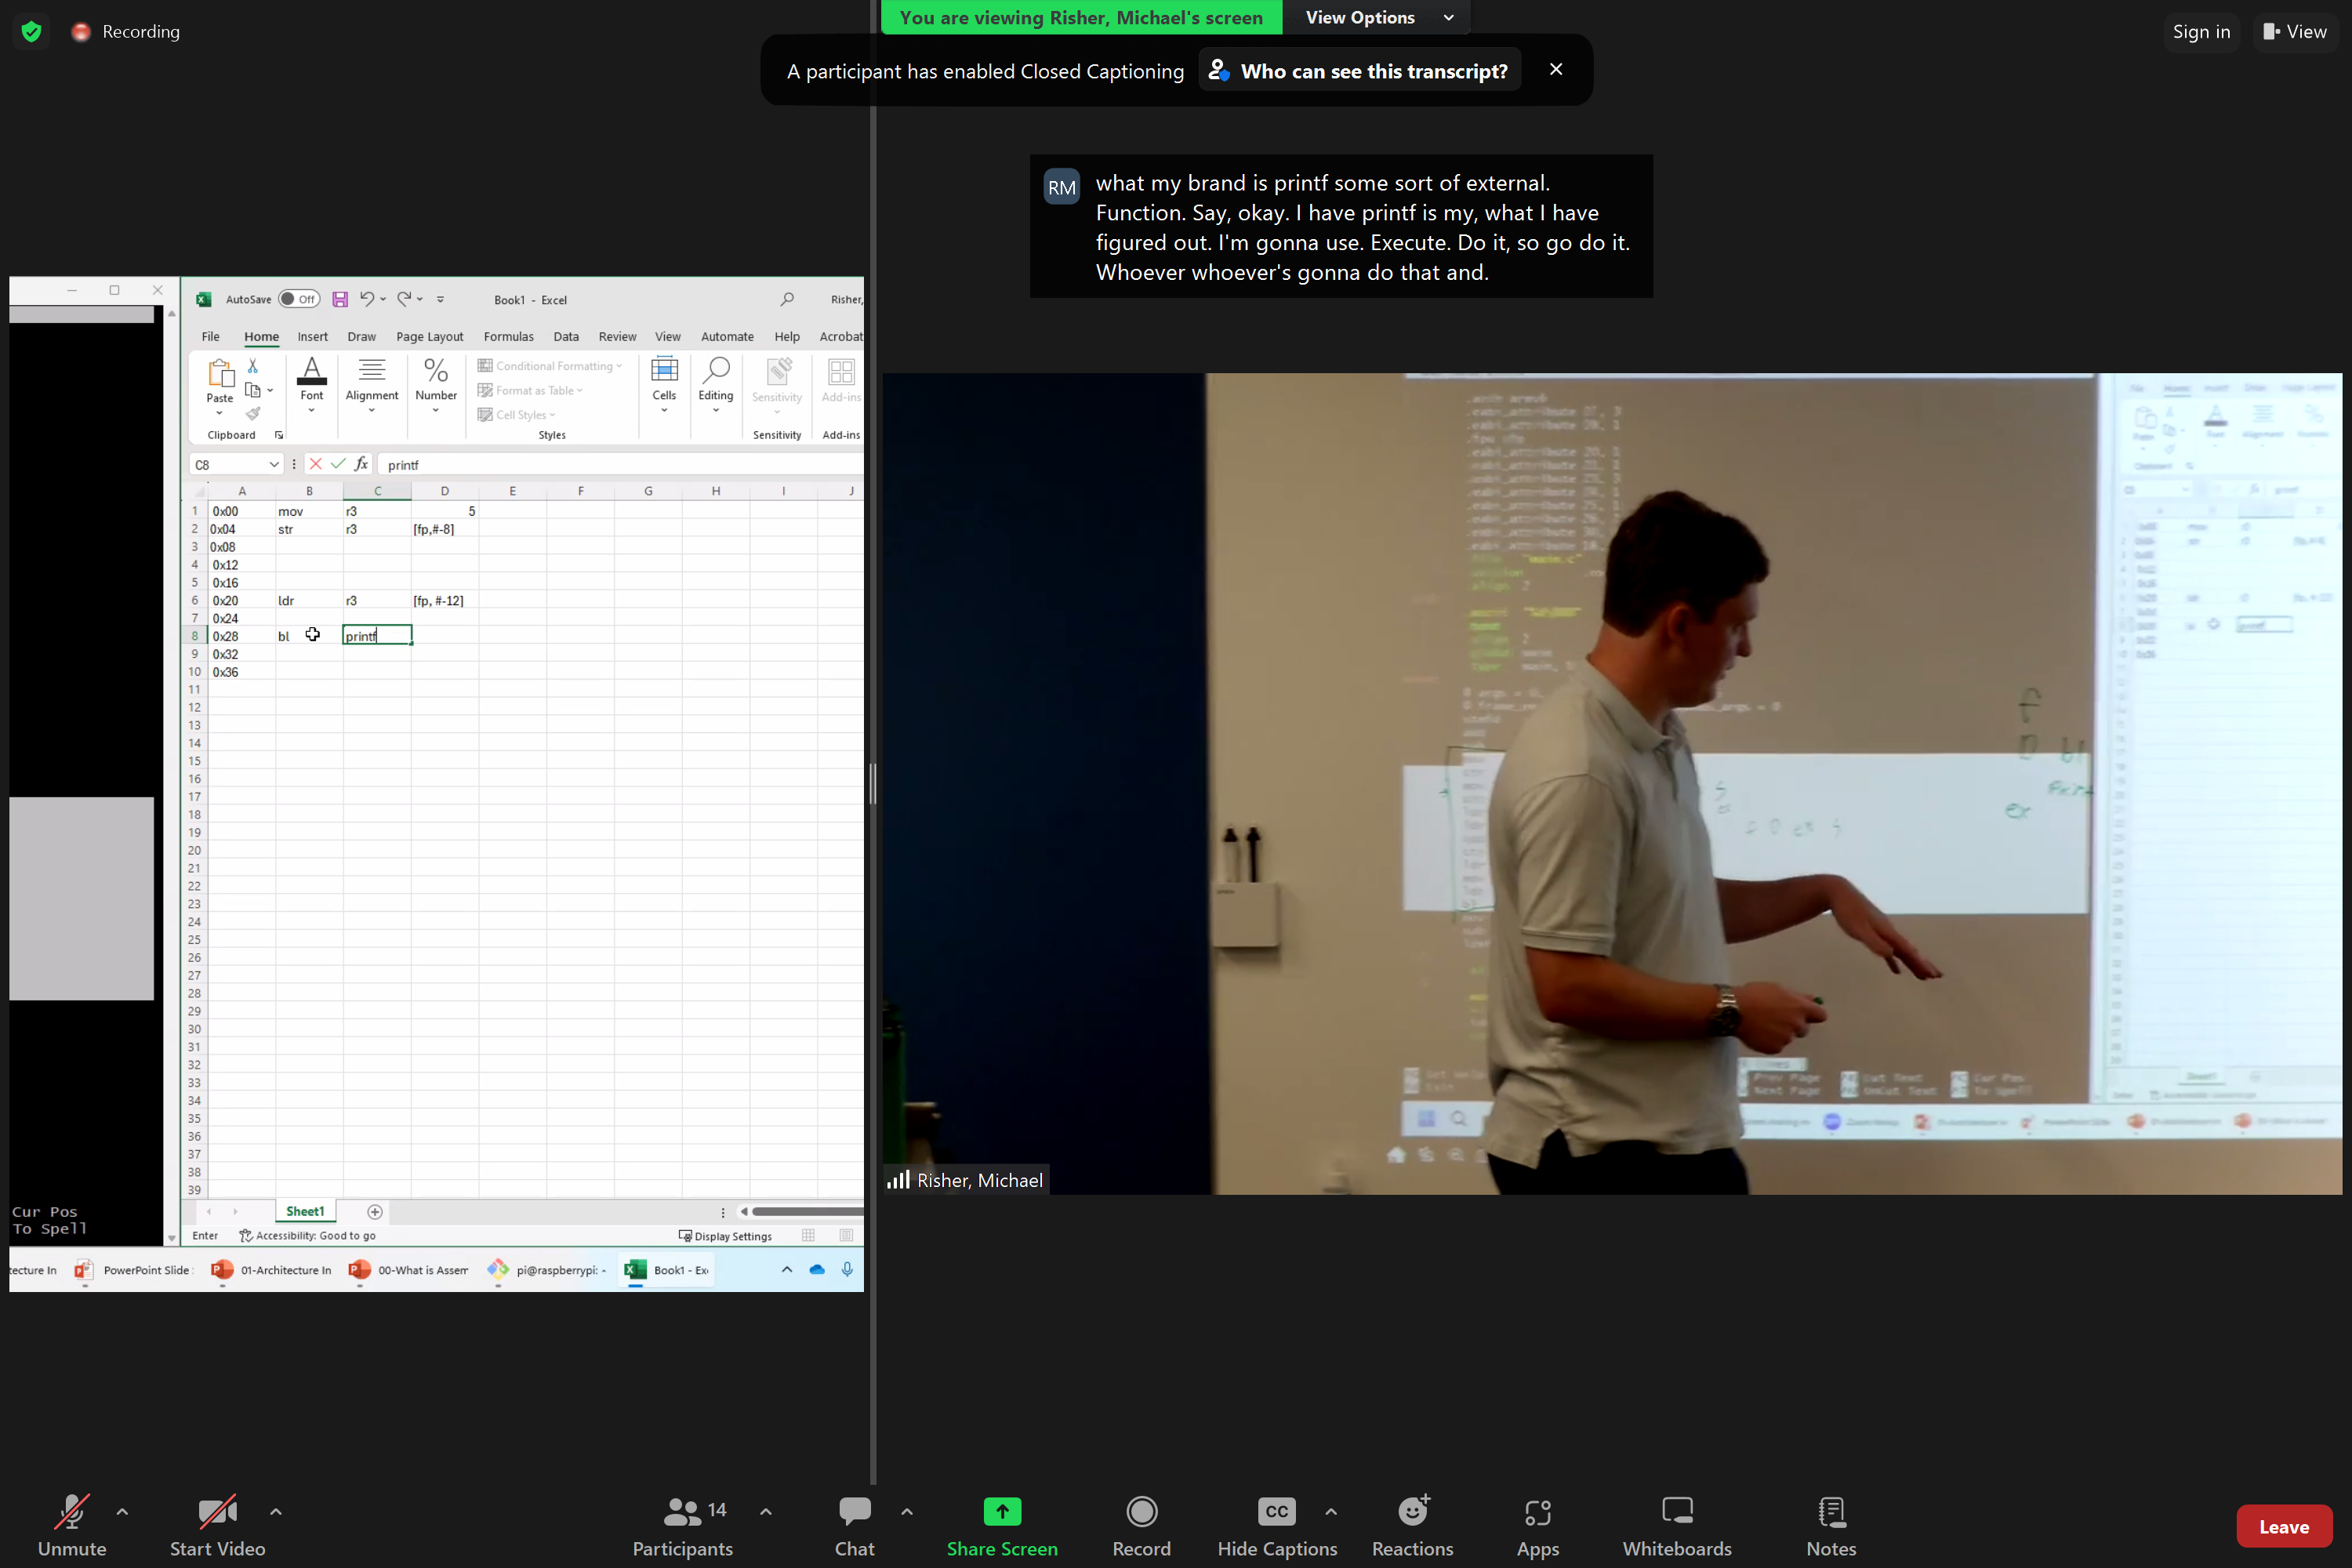 Recording
You are viewing Risher, Michael's screen
View Options
Sign in
View
A participant has enabled Closed Captioning
Who can see this transcript?
RM
what my brand is printf some sort of external.
Function. Say, okay. I have printf is my, what I have
figured out. I'm gonna use. Execute. Do it, so go do it.
Whoever whoever's gonna do that and.
AutoSave Off Book1 - Excel Risher,
File Home Insert Draw Page Layout Formulas Data Review View Automate Help Acrobat
Paste Font Alignment Number Conditional Formatting Format as Table Cell Styles Cells Editing Sensitivity Add-ins
Clipboard Styles Sensitivity Add-ins
C8 fx printf
A B C D E F G H I J
1 0x00 mov r3 5
2 0x04 str r3 [fp,#-8]
3 0x08
4 0x12
5 0x16
6 0x20 ldr r3 [fp, #-12]
7 0x24
8 0x28 bl printf
9 0x32
10 0x36
11
12
13
14
15
16
17
18
19
20
21
22
23
24
25
26
27
28
29
30
31
32
33
34
35
36
37
38
39
Cur Pos
To Spell
Sheet1
Enter Accessibility: Good to go Display Settings
tecture In PowerPoint Slide 01-Architecture In 00-What is Assem pi@raspberrypi: ~ Book1 - Ex
Risher, Michael
Unmute
Start Video
14
Participants
Chat
Share Screen
Record
CC
Hide Captions
Reactions
Apps
Whiteboards
Notes
Leave